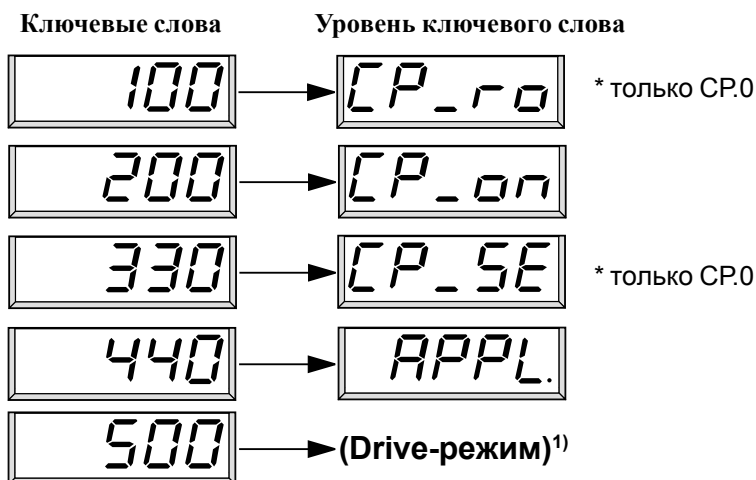 Ключевые слова Уровень ключевого слова
100 CP_ro * только CP.0
200 CP_on
330 CP_SE * только CP.0
440 APPL.
500 (Drive-режим)¹⁾